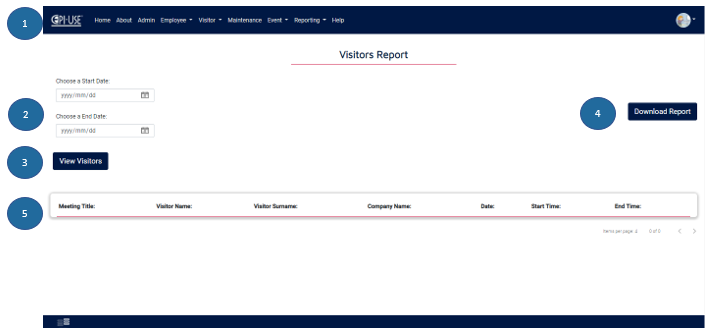 1
EPI-USE Home About Admin Employee Visitor Maintenance Event Reporting Help
Visitors Report
Choose a Start Date:
yyyy/mm/dd
2
Choose a End Date:
yyyy/mm/dd
4
Download Report
3
View Visitors
5
Meeting Title: Visitor Name: Visitor Surname: Company Name: Date: Start Time: End Time:
Items per page: 0 of 0